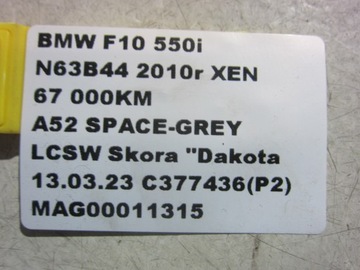 BMW F10 550i
N63B44 2010r XEN
67 000KM
A52 SPACE-GREY
LCSW Skora "Dakota
13.03.23 C377436(P2)
MAG00011315